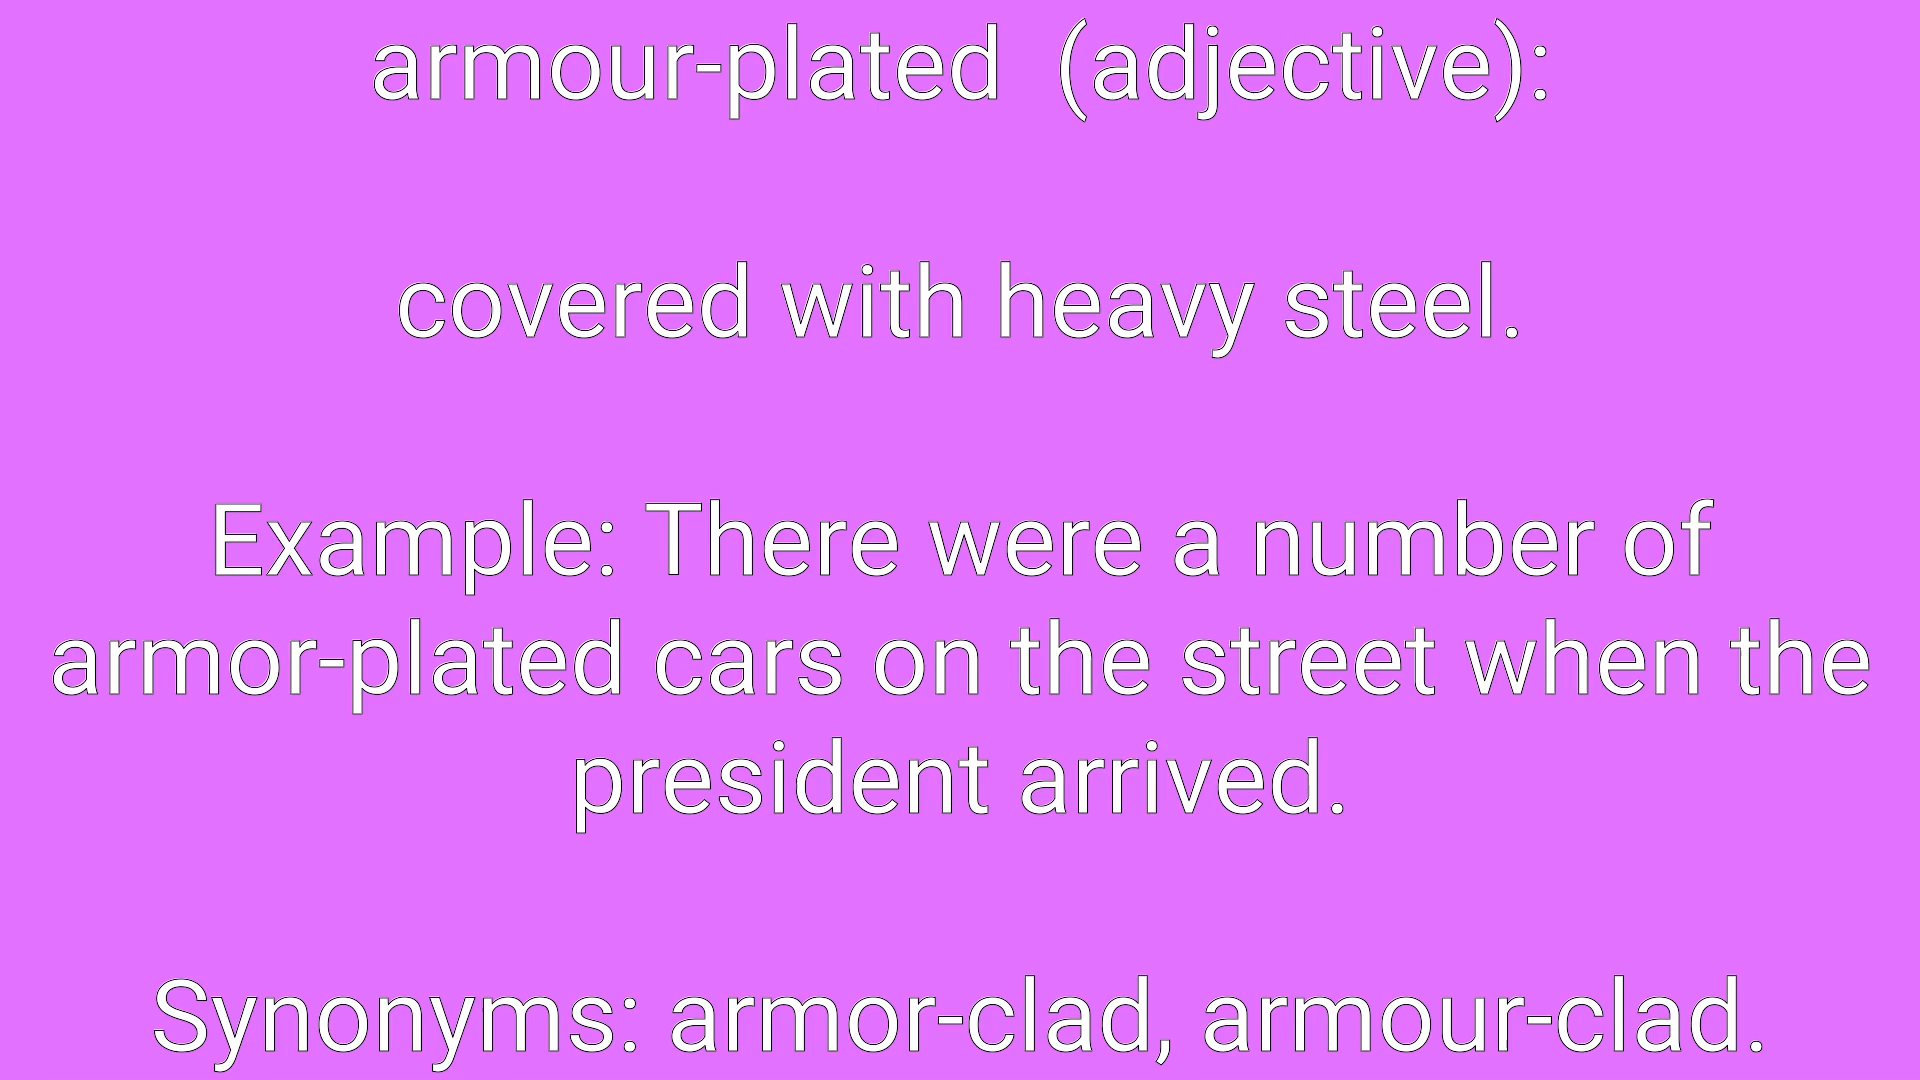 armour-plated  (adjective):
covered with heavy steel.
Example: There were a number of
armor-plated cars on the street when the
president arrived.
Synonyms: armor-clad, armour-clad.